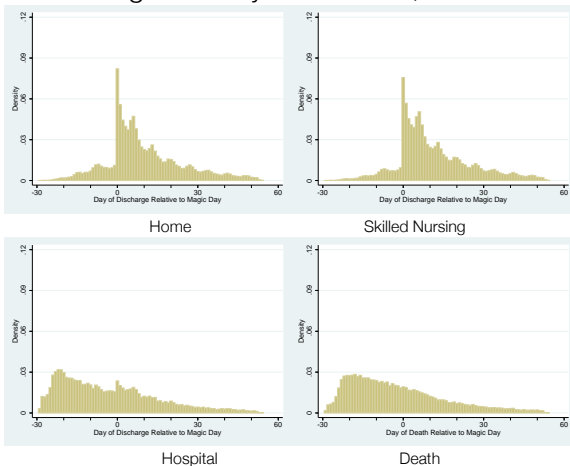 Density
0 .03 .06 .09 .12
-30 0 30 60
Day of Discharge Relative to Magic Day
Home
Density
0 .03 .06 .09 .12
-30 0 30 60
Day of Discharge Relative to Magic Day
Skilled Nursing
Density
0 .03 .06 .09 .12
-30 0 30 60
Day of Discharge Relative to Magic Day
Hospital
Density
0 .03 .06 .09 .12
-30 0 30 60
Day of Death Relative to Magic Day
Death